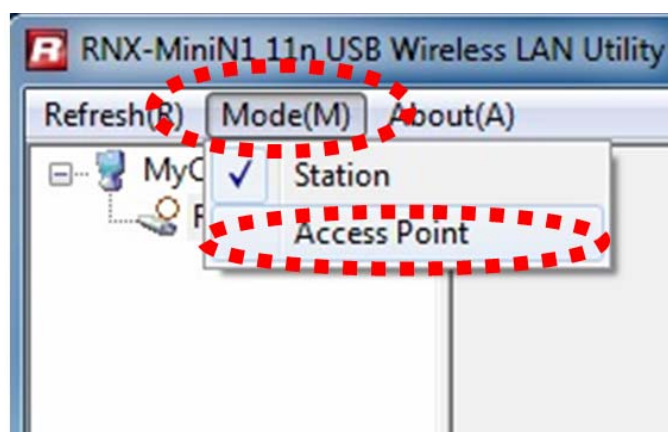 RNX-MiniN1 11n USB Wireless LAN Utility
Refresh(R) Mode(M) About(A)
Station
Access Point